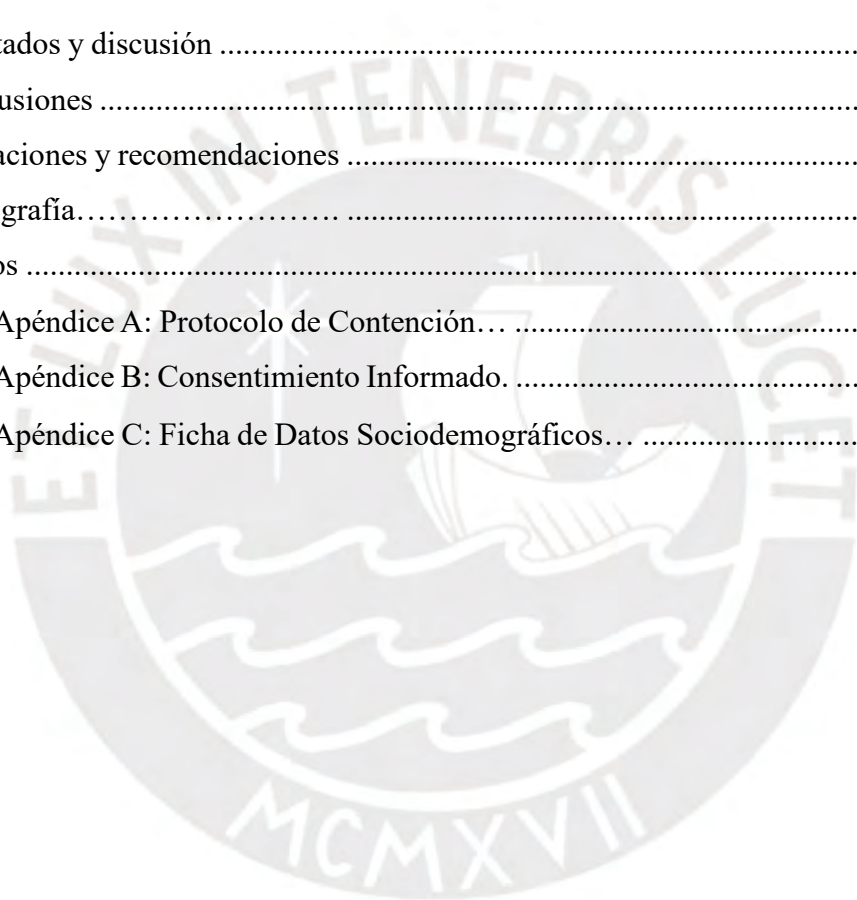 tados y discusión ....................................................................
usiones ..................................................................................
aciones y recomendaciones ......................................................
grafía……………………… ......................................................
os .........................................................................................
Apéndice A: Protocolo de Contención… ....................................
Apéndice B: Consentimiento Informado. ....................................
Apéndice C: Ficha de Datos Sociodemográficos… .......................
ET LUX IN TENEBRIS LUCET
MCMXVII